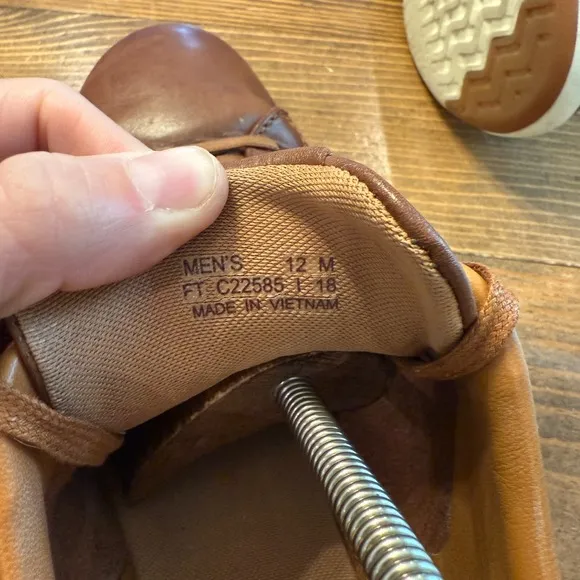 MEN'S 12 M
FT C22585 I 18
MADE IN VIETNAM